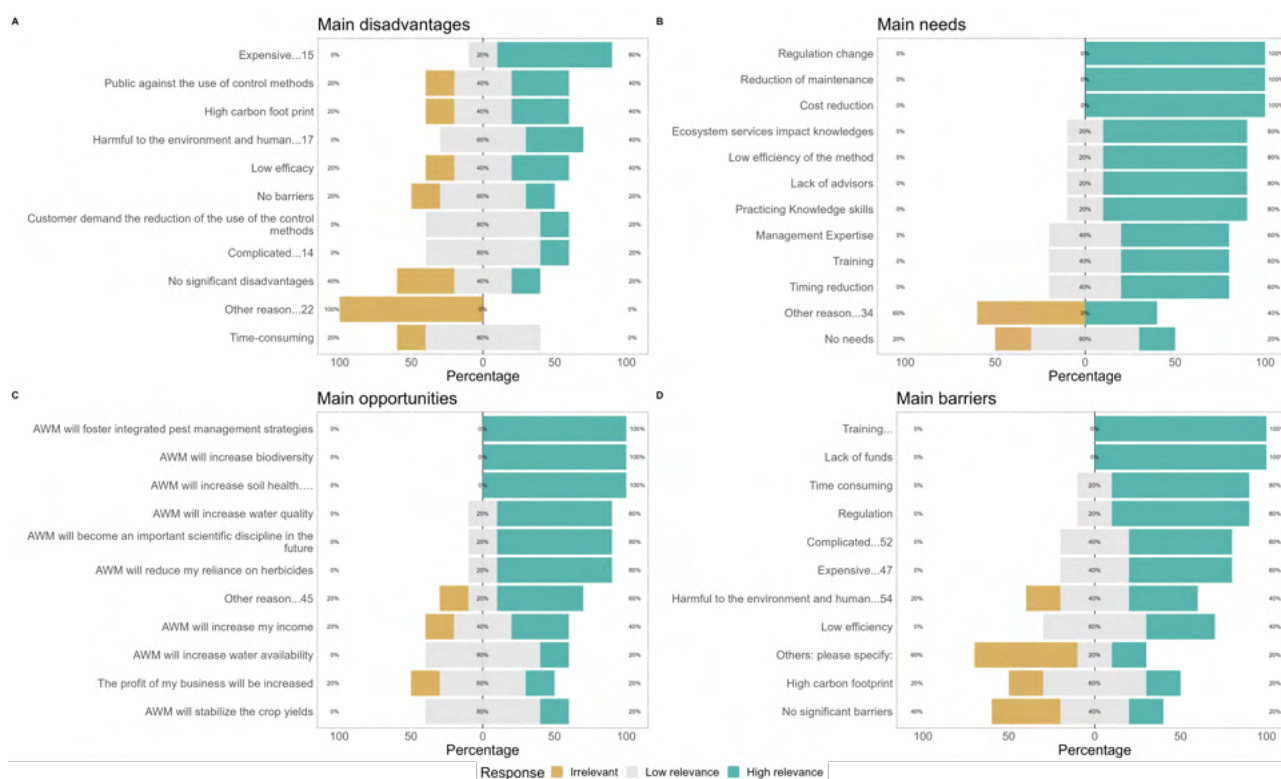 A
Main disadvantages
Expensive...15 0% 20% 80%
Public against the use of control methods 20% 40% 40%
High carbon foot print 20% 40% 40%
Harmful to the environment and human...17 0% 60% 40%
Low efficacy 20% 40% 40%
No barriers 20% 60% 20%
Customer demand the reduction of the use of the control
methods 0% 80% 20%
Complicated...14 0% 80% 20%
No significant disadvantages 40% 40% 20%
Other reason...22 100% 0% 0%
Time-consuming 20% 80% 0%
100 50 0 50 100
Percentage
B
Main needs
Regulation change 0% 0% 100%
Reduction of maintenance 0% 0% 100%
Cost reduction 0% 0% 100%
Ecosystem services impact knowledges 0% 20% 80%
Low efficiency of the method 0% 20% 80%
Lack of advisors 0% 20% 80%
Practicing Knowledge skills 0% 20% 80%
Management Expertise 0% 40% 60%
Training 0% 40% 60%
Timing reduction 0% 40% 60%
Other reason...34 60% 0% 40%
No needs 20% 60% 20%
100 50 0 50 100
Percentage
C
Main opportunities
AWM will foster integrated pest management strategies 0% 0% 100%
AWM will increase biodiversity 0% 0% 100%
AWM will increase soil health.... 0% 0% 100%
AWM will increase water quality 0% 20% 80%
AWM will become an important scientific discipline in the
future 0% 20% 80%
AWM will reduce my reliance on herbicides 0% 20% 80%
Other reason...45 20% 20% 60%
AWM will increase my income 20% 40% 40%
AWM will increase water availability 0% 80% 20%
The profit of my business will be increased 20% 60% 20%
AWM will stabilize the crop yields 0% 80% 20%
100 50 0 50 100
Percentage
D
Main barriers
Training... 0% 0% 100%
Lack of funds 0% 0% 100%
Time consuming 0% 20% 80%
Regulation 0% 20% 80%
Complicated...52 0% 40% 60%
Expensive...47 0% 40% 60%
Harmful to the environment and human...54 20% 40% 40%
Low efficiency 0% 60% 40%
Others: please specify: 60% 20% 20%
High carbon footprint 20% 60% 20%
No significant barriers 40% 40% 20%
100 50 0 50 100
Percentage
Response Irrelevant Low relevance High relevance